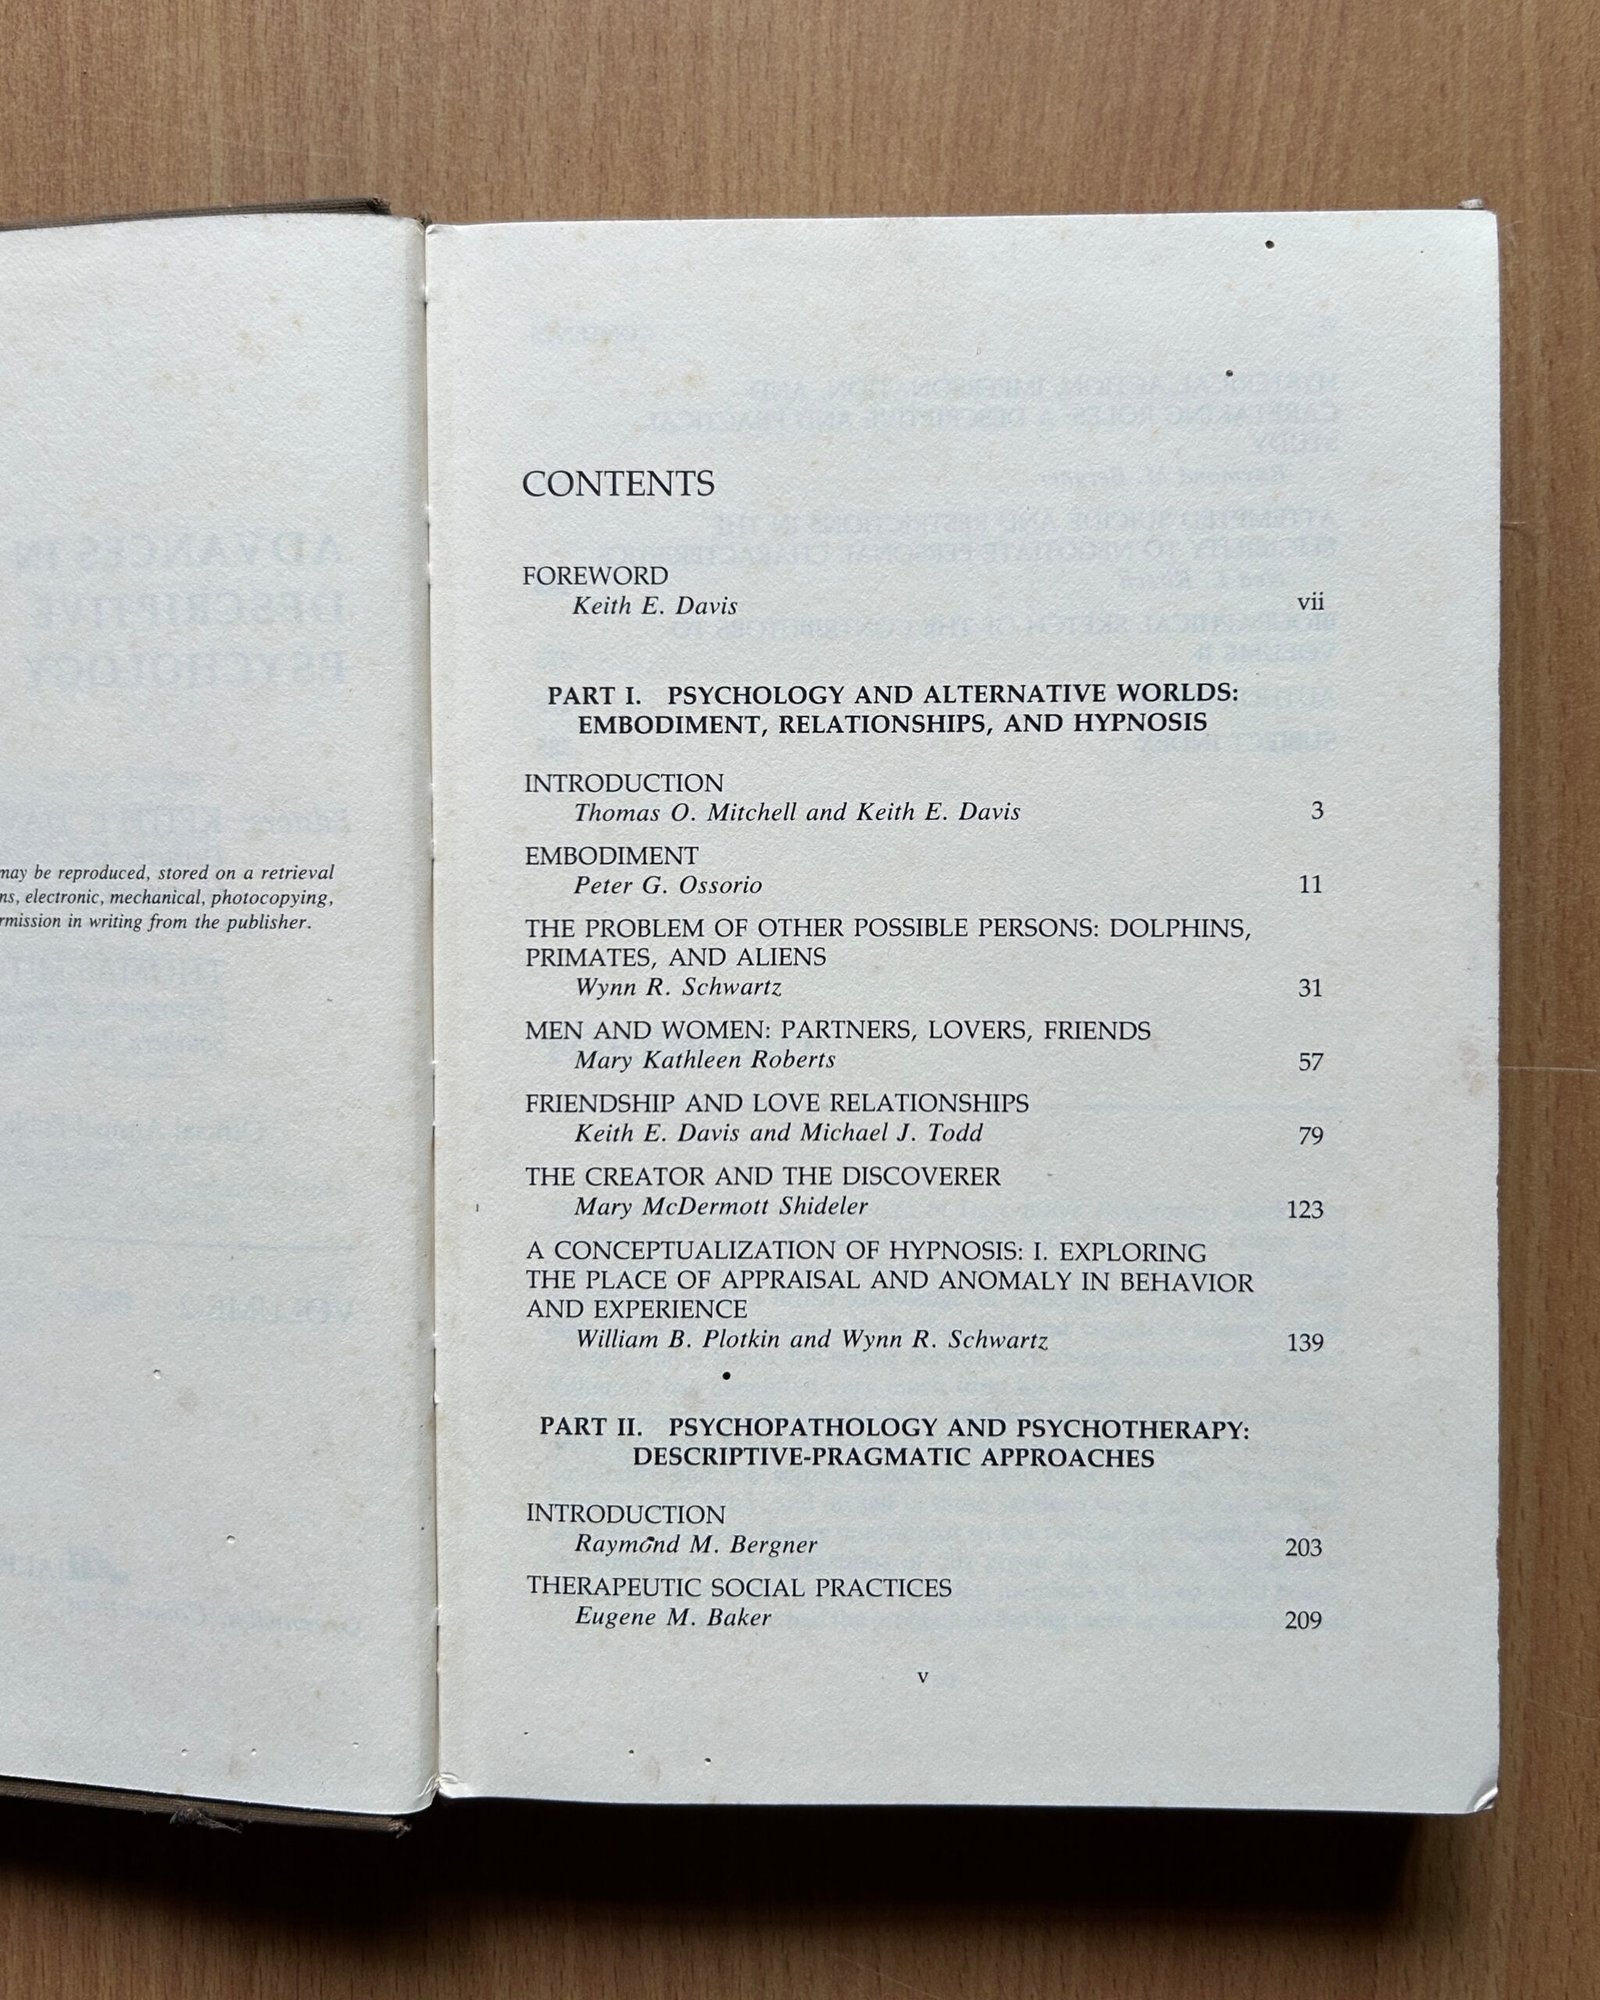 may be reproduced, stored on a retrieval
ns, electronic, mechanical, photocopying,
rmission in writing from the publisher.
CONTENTS
FOREWORD
Keith E. Davis vii
PART I. PSYCHOLOGY AND ALTERNATIVE WORLDS:
EMBODIMENT, RELATIONSHIPS, AND HYPNOSIS
INTRODUCTION
Thomas O. Mitchell and Keith E. Davis 3
EMBODIMENT
Peter G. Ossorio 11
THE PROBLEM OF OTHER POSSIBLE PERSONS: DOLPHINS,
PRIMATES, AND ALIENS
Wynn R. Schwartz 31
MEN AND WOMEN: PARTNERS, LOVERS, FRIENDS
Mary Kathleen Roberts 57
FRIENDSHIP AND LOVE RELATIONSHIPS
Keith E. Davis and Michael J. Todd 79
THE CREATOR AND THE DISCOVERER
Mary McDermott Shideler 123
A CONCEPTUALIZATION OF HYPNOSIS: I. EXPLORING
THE PLACE OF APPRAISAL AND ANOMALY IN BEHAVIOR
AND EXPERIENCE
William B. Plotkin and Wynn R. Schwartz 139
PART II. PSYCHOPATHOLOGY AND PSYCHOTHERAPY:
DESCRIPTIVE-PRAGMATIC APPROACHES
INTRODUCTION
Raymond M. Bergner 203
THERAPEUTIC SOCIAL PRACTICES
Eugene M. Baker 209
v